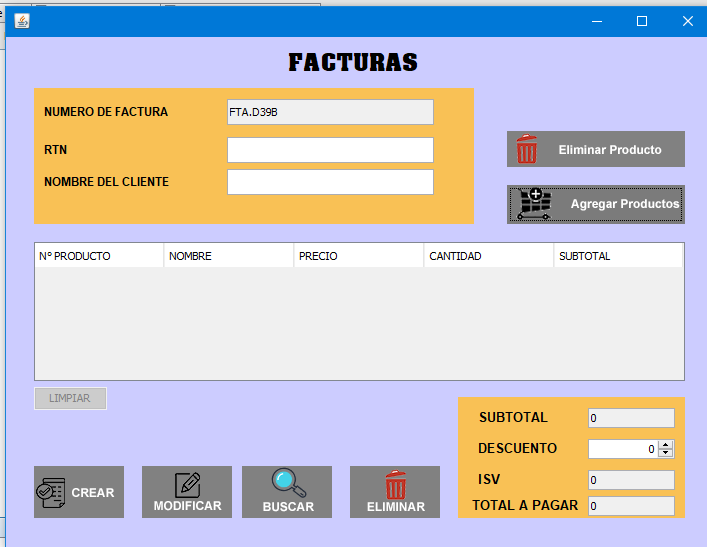 FACTURAS
NUMERO DE FACTURA
FTA.D39B
RTN
NOMBRE DEL CLIENTE
Eliminar Producto
Agregar Productos
Nº PRODUCTO NOMBRE PRECIO CANTIDAD SUBTOTAL
LIMPIAR
SUBTOTAL 0
DESCUENTO 0
ISV 0
TOTAL A PAGAR 0
CREAR MODIFICAR BUSCAR ELIMINAR